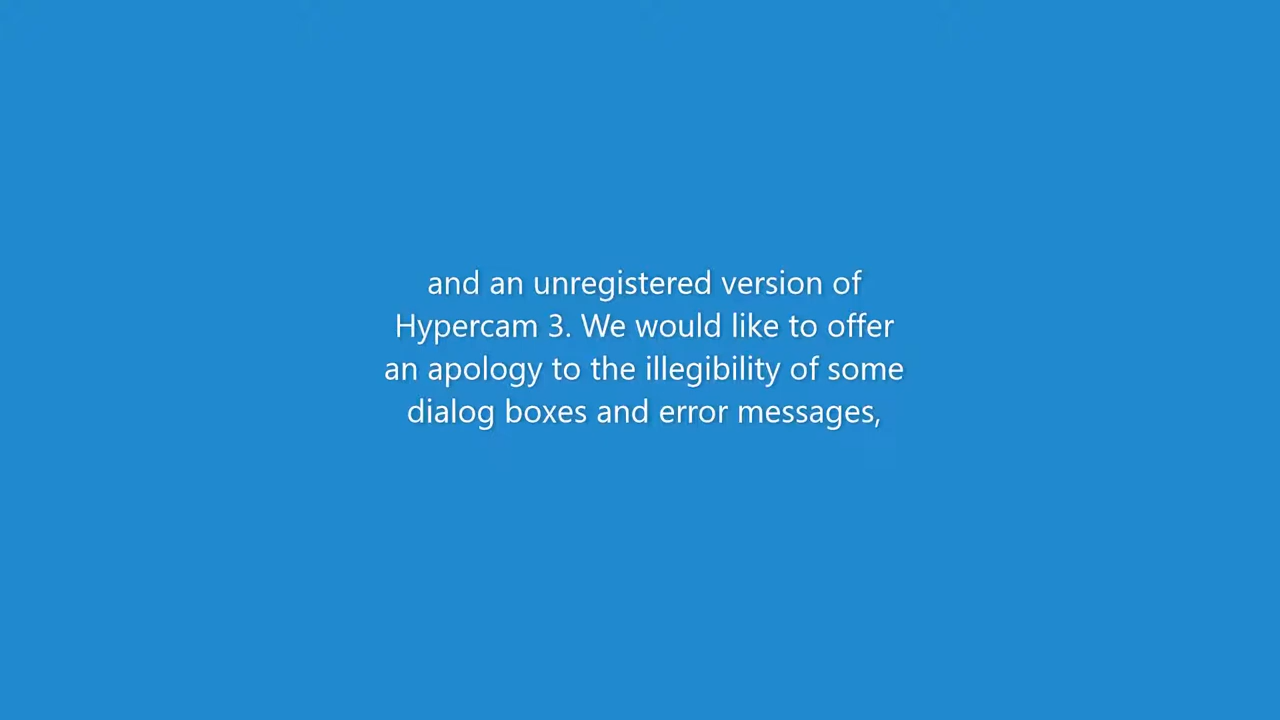 and an unregistered version of
Hypercam 3. We would like to offer
an apology to the illegibility of some
dialog boxes and error messages,